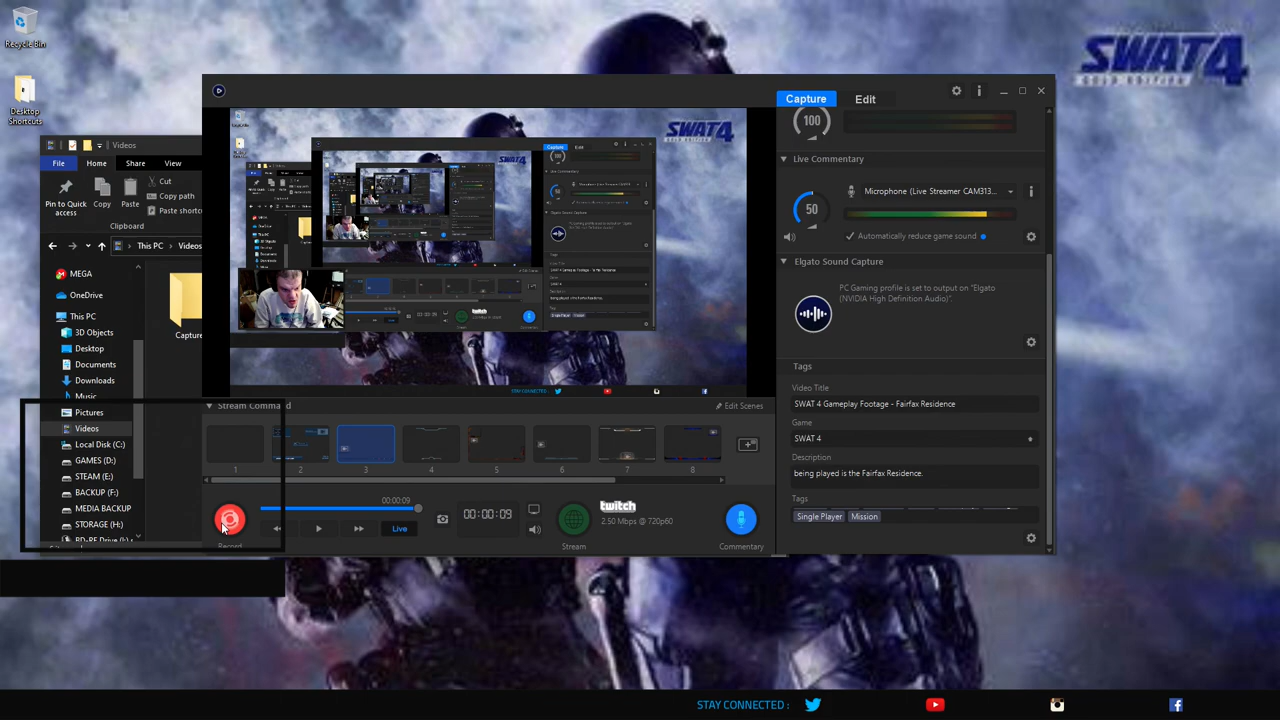 Recycle Bin
Desktop
Shortcuts
SWAT 4
GOLD EDITION
Videos
File
Home
Share
View
Pin to Quick
access
Copy
Paste
Cut
Copy path
Clipboard
This PC
Videos
MEGA
OneDrive
This PC
3D Objects
Desktop
Documents
Downloads
Music
Pictures
Videos
Local Disk (C:)
GAMES (D:)
STEAM (E:)
BACKUP (F:)
MEDIA BACKUP
STORAGE (H:)
Capture
Edit
100
Live Commentary
50
Microphone (Live Streamer CAM313...
Automatically reduce game sound
Elgato Sound Capture
PC Gaming profile is set to output on "Elgato
(NVIDIA High Definition Audio)".
Tags
Video Title
SWAT 4 Gameplay Footage - Fairfax Residence
Game
SWAT 4
Description
being played is the Fairfax Residence.
Tags
Single Player
Mission
Stream Command
Edit Scenes
1
2
3
4
5
6
7
8
00:00:09
Live
00:00:09
twitch
2.50 Mbps @ 720p60
Record
Stream
Commentary
STAY CONNECTED :